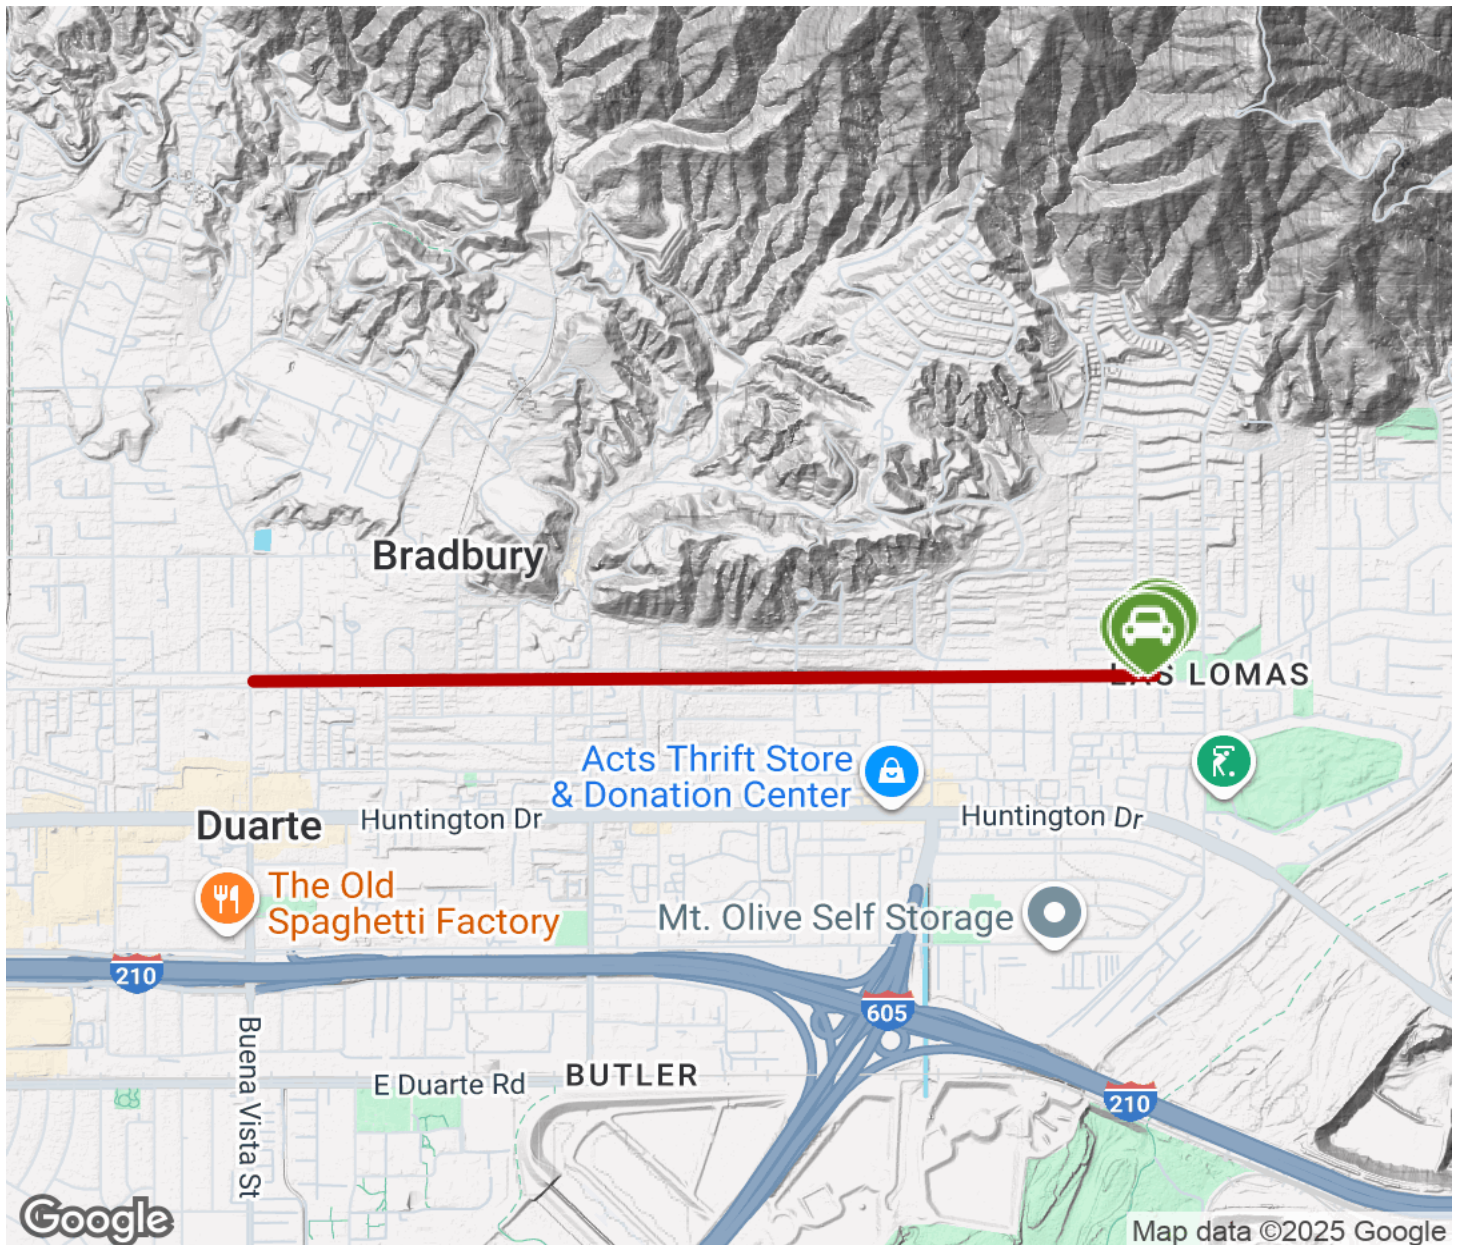 Bradbury
LAS LOMAS
Acts Thrift Store
& Donation Center
Duarte
Huntington Dr
Huntington Dr
The Old
Spaghetti Factory
Mt. Olive Self Storage
210
605
Buena Vista St
E Duarte Rd
BUTLER
210
Google
Map data ©2025 Google